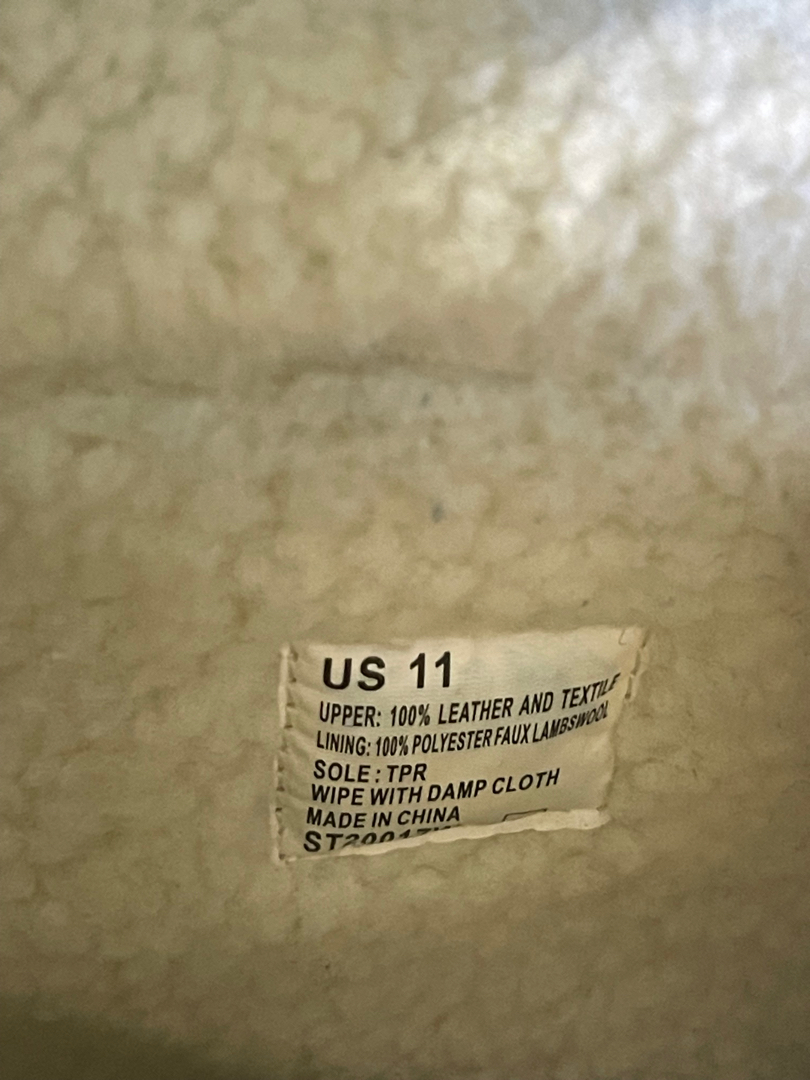 US 11
UPPER: 100% LEATHER AND TEXTILE
LINING: 100% POLYESTER FAUX LAMBSWOOL
SOLE: TPR
WIPE WITH DAMP CLOTH
MADE IN CHINA